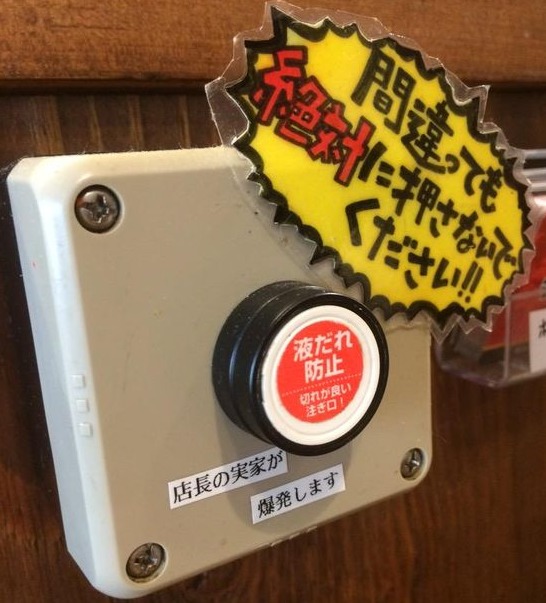 間違っても
絶対に押さないで
ください!!
液だれ
防止
切れが良い
注ぎ口!
店長の実家が
爆発します